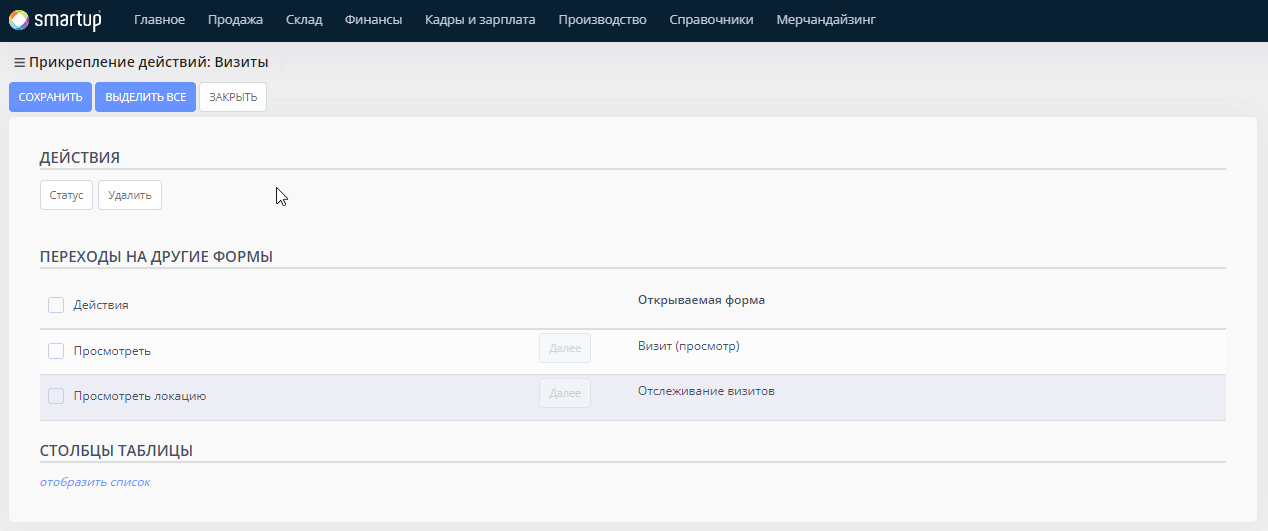 smartup Главное Продажа Склад Финансы Кадры и зарплата Производство Справочники Мерчандайзинг
Прикрепление действий: Визиты
СОХРАНИТЬ ВЫДЕЛИТЬ ВСЕ ЗАКРЫТЬ
ДЕЙСТВИЯ
Статус Удалить
ПЕРЕХОДЫ НА ДРУГИЕ ФОРМЫ
Действия Открываемая форма
Просмотреть Далее Визит (просмотр)
Просмотреть локацию Далее Отслеживание визитов
СТОЛБЦЫ ТАБЛИЦЫ
отобразить список